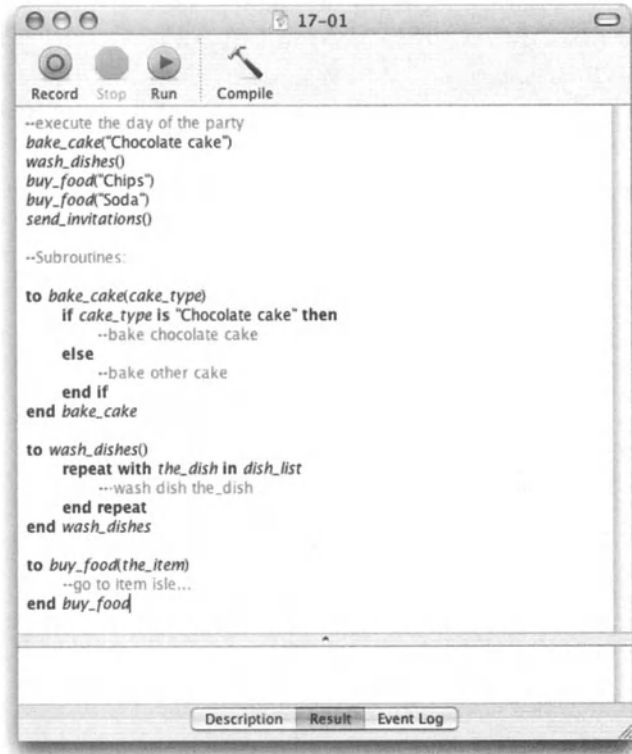 17-01
Record Stop Run Compile
--execute the day of the party
bake_cake("Chocolate cake")
wash_dishes()
buy_food("Chips")
buy_food("Soda")
send_invitations()
--Subroutines:
to bake_cake(cake_type)
if cake_type is "Chocolate cake" then
--bake chocolate cake
else
--bake other cake
end if
end bake_cake
to wash_dishes()
repeat with the_dish in dish_list
---wash dish the_dish
end repeat
end wash_dishes
to buy_food(the_item)
--go to item isle...
end buy_food
Description Result Event Log